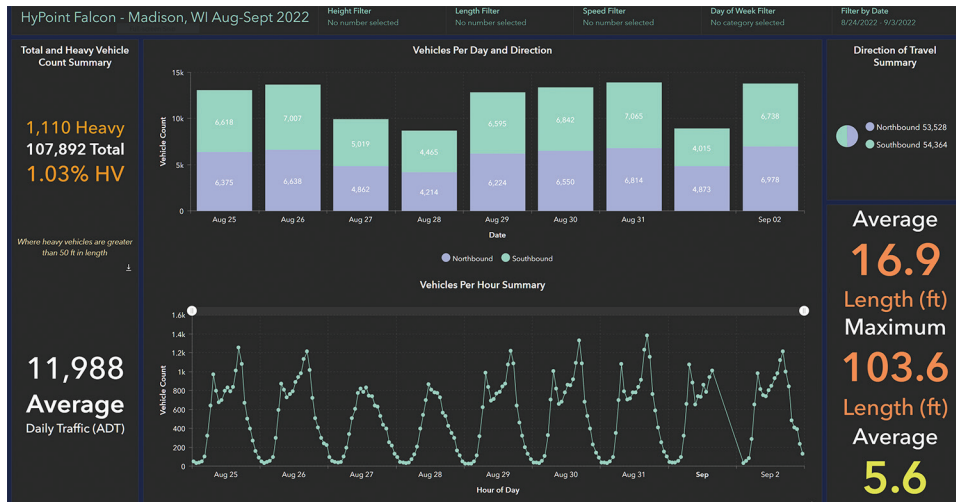 HyPoint Falcon - Madison, WI Aug-Sept 2022
Height Filter
No number selected
Length Filter
No number selected
Speed Filter
No number selected
Day of Week Filter
No category selected
Filter by Date
8/24/2022 - 9/3/2022
Total and Heavy Vehicle
Count Summary
1,110 Heavy
107,892 Total
1.03% HV
Where heavy vehicles are greater
than 50 ft in length
11,988
Average
Daily Traffic (ADT)
Vehicles Per Day and Direction
Vehicle Count
15k
10k
5k
0
6,618
7,007
5,019
4,465
6,595
6,842
7,065
4,015
6,738
6,375
6,638
4,862
4,214
6,224
6,550
6,814
4,873
6,978
Aug 25
Aug 26
Aug 27
Aug 28
Aug 29
Aug 30
Aug 31
Sep 02
Date
Northbound
Southbound
Vehicles Per Hour Summary
Vehicle Count
1.6k
1.4k
1.2k
1k
800
600
400
200
0
Aug 25
Aug 26
Aug 27
Aug 28
Aug 29
Aug 30
Aug 31
Sep
Sep 2
Hour of Day
Direction of Travel
Summary
Northbound 53,528
Southbound 54,364
Average
16.9
Length (ft)
Maximum
103.6
Length (ft)
Average
5.6